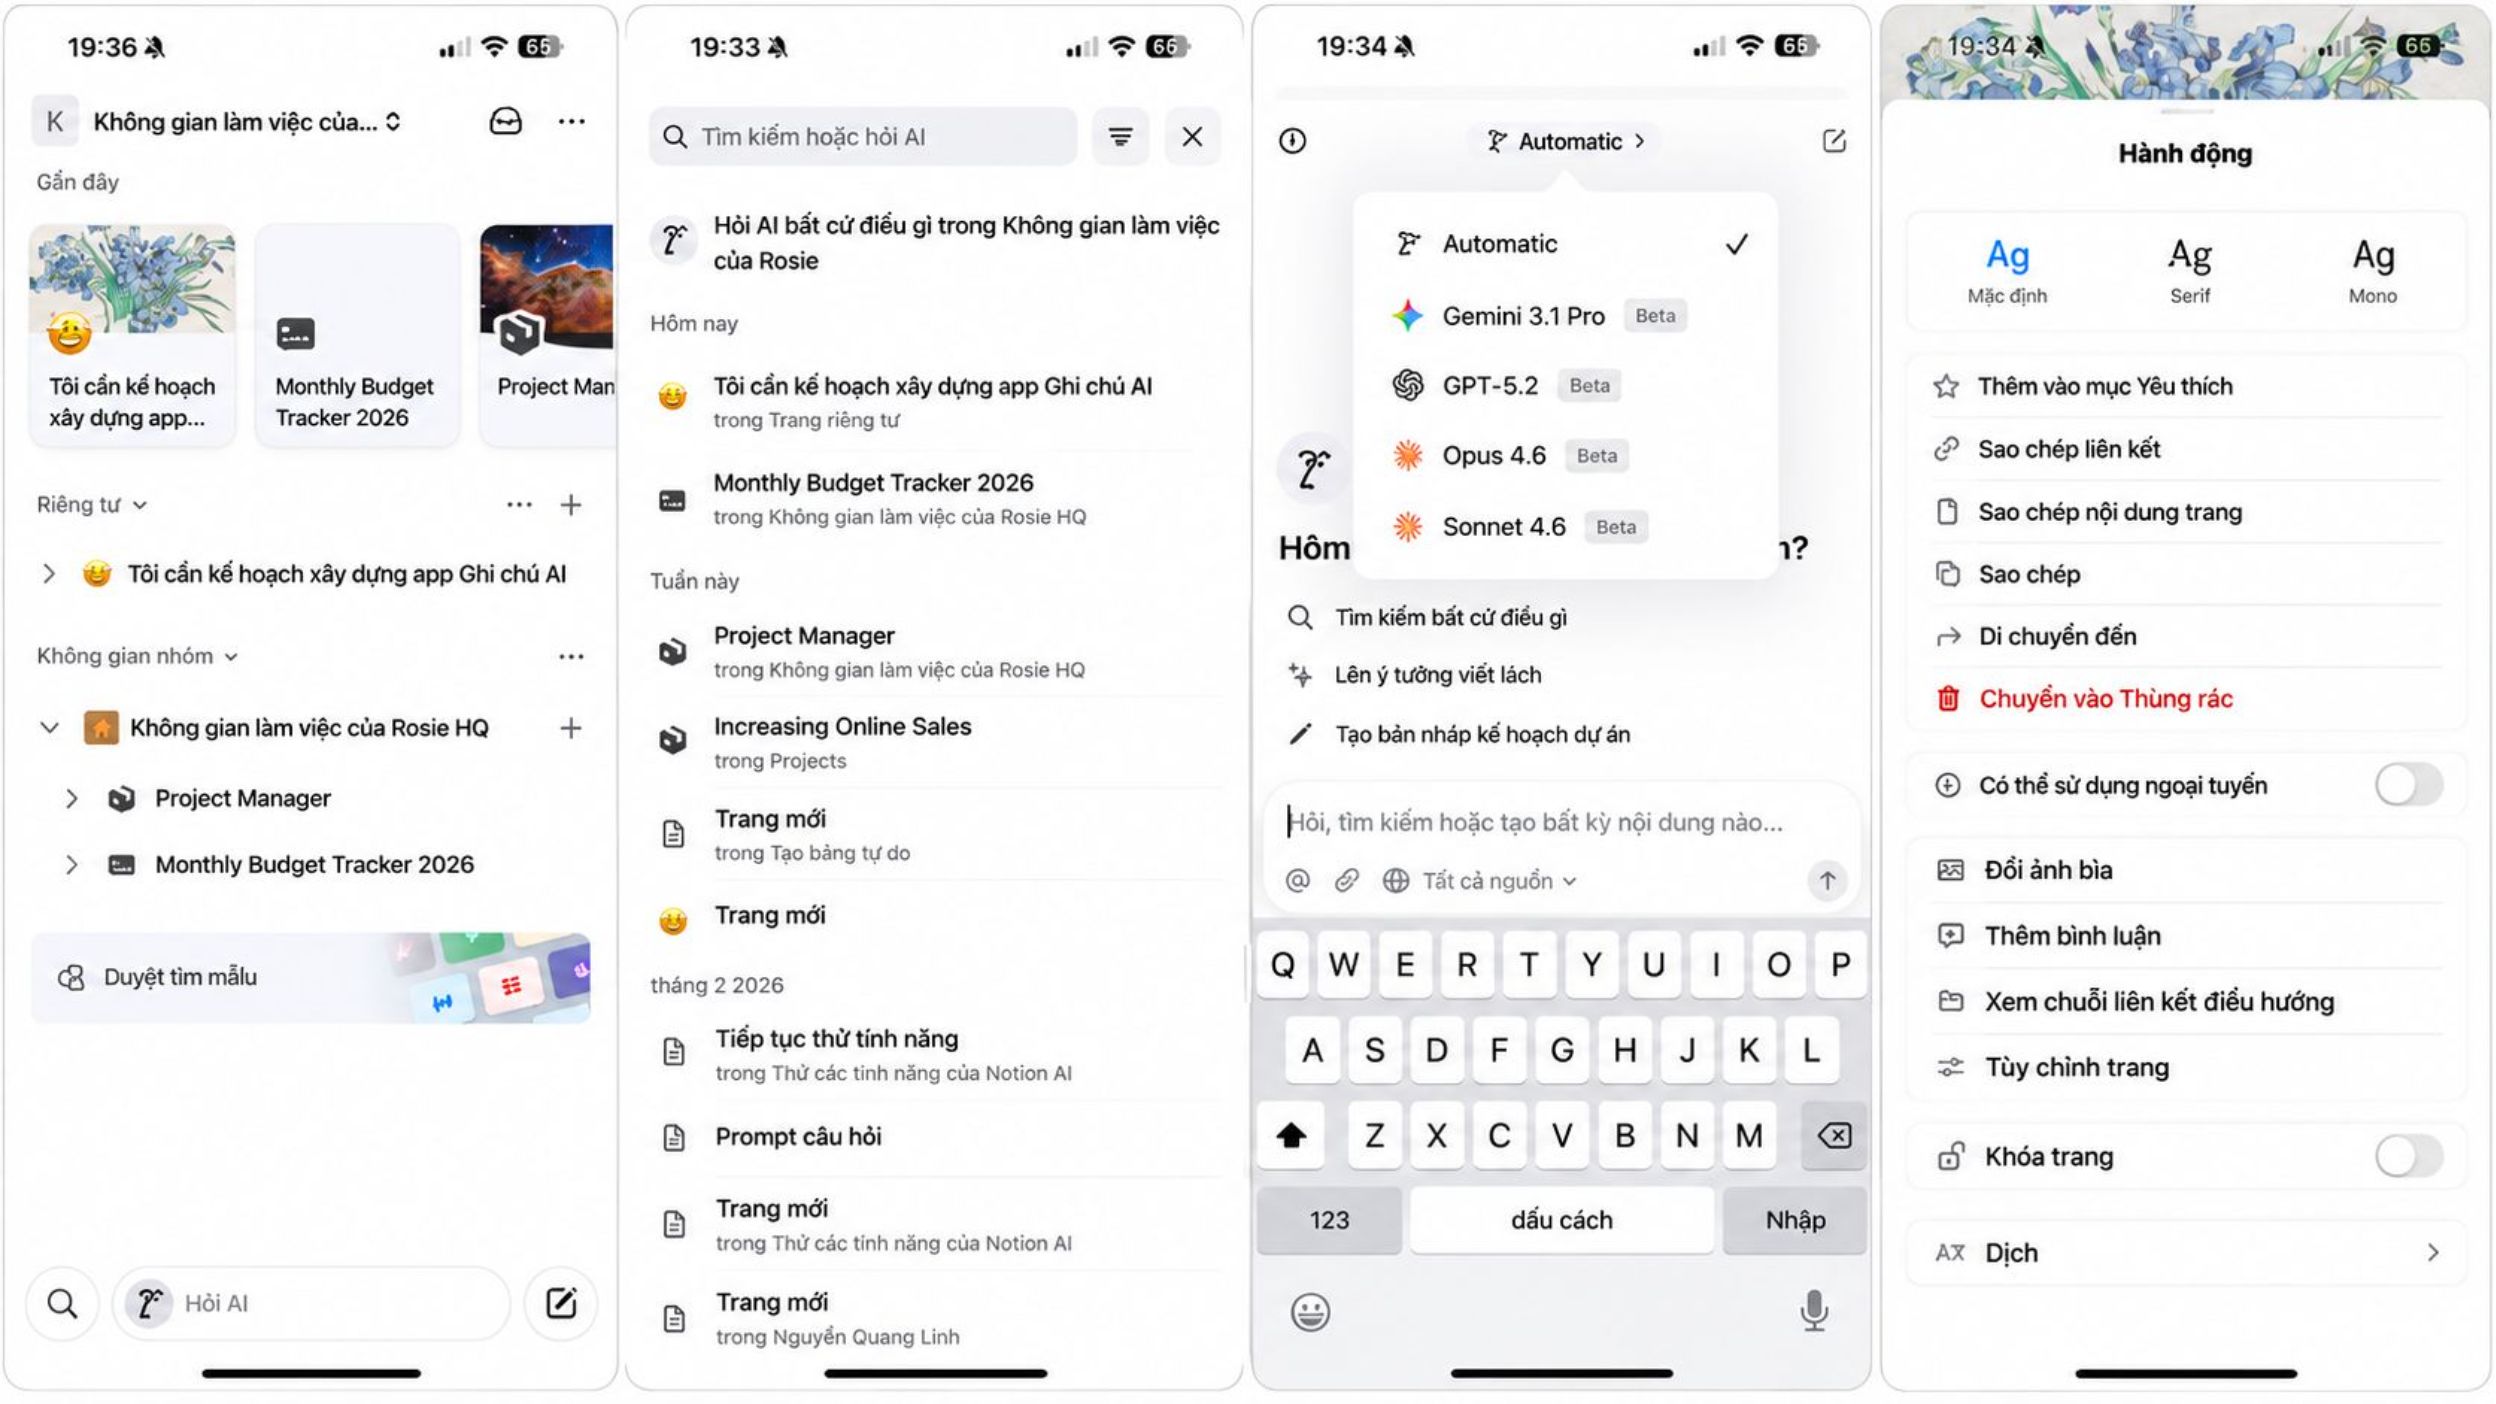 19:36
65
K
Không gian làm việc của...
Gần đây
Tôi cần kế hoạch
xây dựng app...
Monthly Budget
Tracker 2026
Project Man
Riêng tư
Tôi cần kế hoạch xây dựng app Ghi chú AI
Không gian nhóm
Không gian làm việc của Rosie HQ
Project Manager
Monthly Budget Tracker 2026
Duyệt tìm mẫu
Hỏi AI
19:33
66
Tìm kiếm hoặc hỏi AI
Hỏi AI bất cứ điều gì trong Không gian làm việc
của Rosie
Hôm nay
Tôi cần kế hoạch xây dựng app Ghi chú AI
trong Trang riêng tư
Monthly Budget Tracker 2026
trong Không gian làm việc của Rosie HQ
Tuần này
Project Manager
trong Không gian làm việc của Rosie HQ
Increasing Online Sales
trong Projects
Trang mới
trong Tạo bảng tự do
Trang mới
tháng 2 2026
Tiếp tục thử tính năng
trong Thử các tính năng của Notion AI
Prompt câu hỏi
Trang mới
trong Thử các tính năng của Notion AI
Trang mới
trong Nguyễn Quang Linh
19:34
66
Automatic
Automatic
Gemini 3.1 Pro Beta
GPT-5.2 Beta
Opus 4.6 Beta
Sonnet 4.6 Beta
Hôm n?
Tìm kiếm bất cứ điều gì
Lên ý tưởng viết lách
Tạo bản nháp kế hoạch dự án
Hỏi, tìm kiếm hoặc tạo bất kỳ nội dung nào...
Tất cả nguồn
Q W E R T Y U I O P
A S D F G H J K L
Z X C V B N M
123 dấu cách Nhập
19:34
66
Hành động
Ag Ag Ag
Mặc định Serif Mono
Thêm vào mục Yêu thích
Sao chép liên kết
Sao chép nội dung trang
Sao chép
Di chuyển đến
Chuyển vào Thùng rác
Có thể sử dụng ngoại tuyến
Đổi ảnh bìa
Thêm bình luận
Xem chuỗi liên kết điều hướng
Tùy chỉnh trang
Khóa trang
Dịch